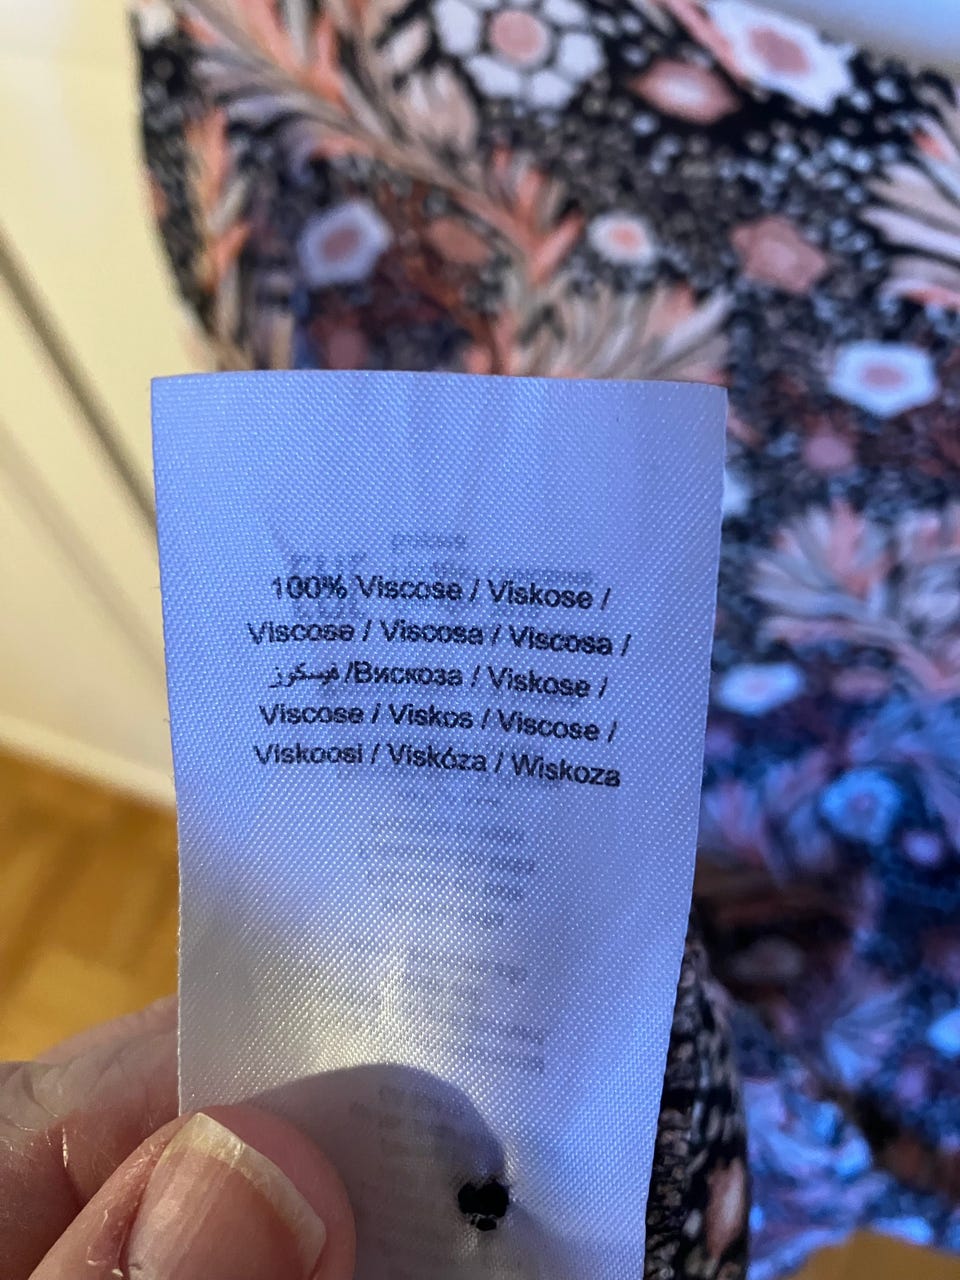 100% Viscose / Viskose /
Viscose / Viscosa / Viscosa /
فيسكوز /Вискоза / Viskose /
Viscose / Viskos / Viscose /
Viskoosi / Viskóza / Wiskoza